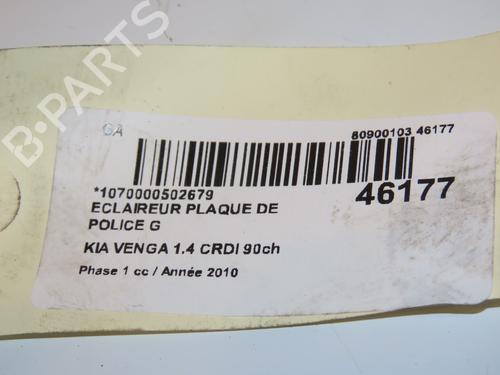 GA
80900103 46177
*1070000502679
46177
ECLAIREUR PLAQUE DE
POLICE G
KIA VENGA 1.4 CRDI 90ch
Phase 1 cc / Année 2010
B-PARTS